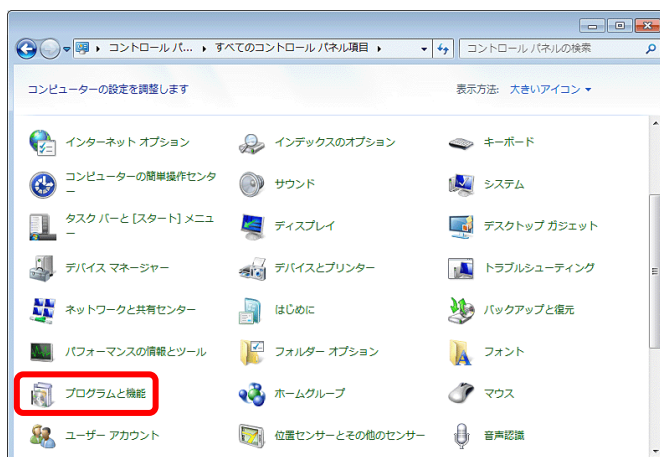 コントロール パ... すべてのコントロール パネル項目 コントロール パネルの検索
コンピューターの設定を調整します 表示方法: 大きいアイコン
インターネット オプション インデックスのオプション キーボード
コンピューターの簡単操作センタ
ー サウンド システム
タスク バーと [スタート] メニュ
ー ディスプレイ デスクトップ ガジェット
デバイス マネージャー デバイスとプリンター トラブルシューティング
ネットワークと共有センター はじめに バックアップと復元
パフォーマンスの情報とツール フォルダー オプション フォント
プログラムと機能 ホームグループ マウス
ユーザー アカウント 位置センサーとその他のセンサー 音声認識